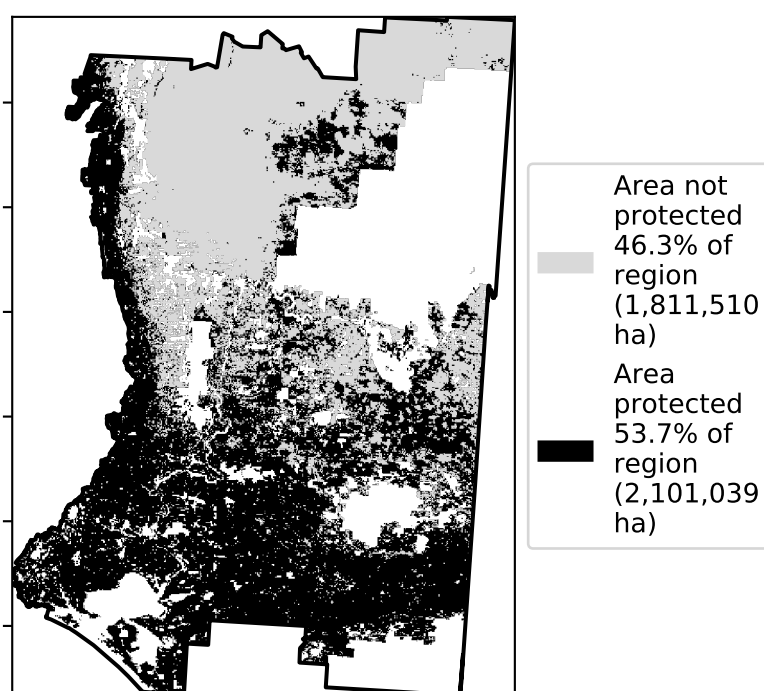 Area not
protected
46.3% of
region
(1,811,510
ha)
Area
protected
53.7% of
region
(2,101,039
ha)